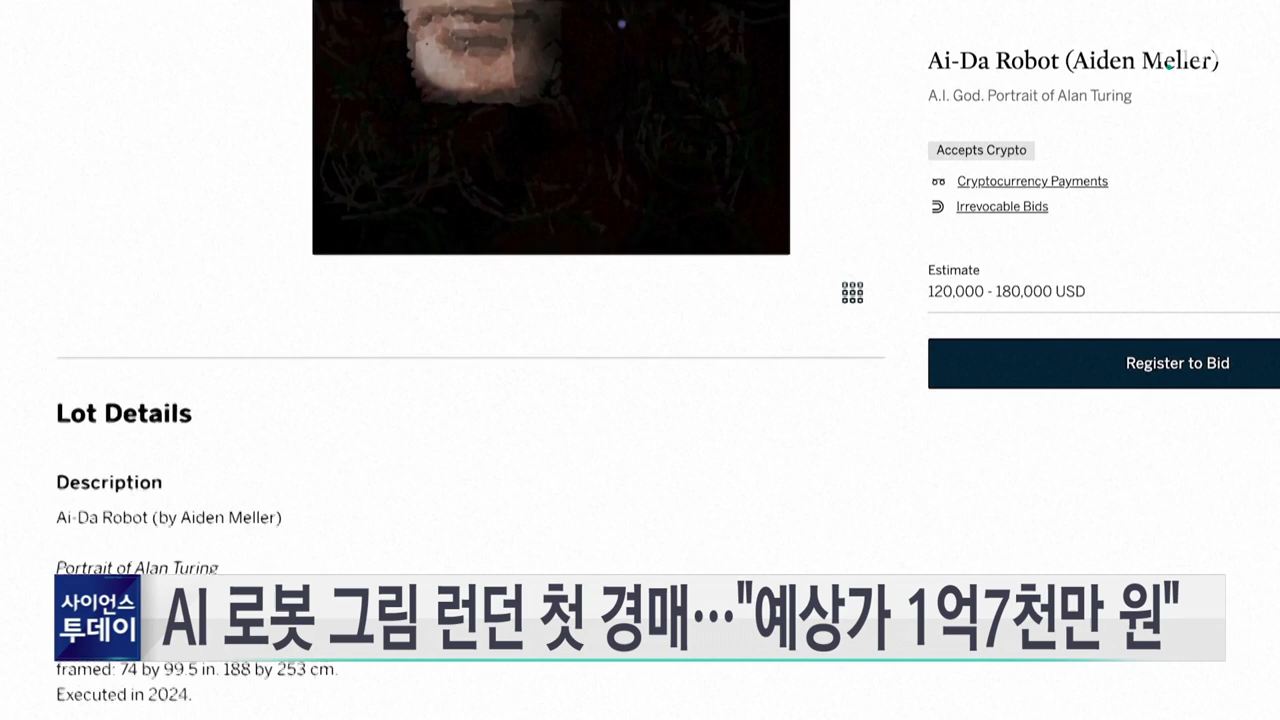 Ai-Da Robot (Aiden Meller)
A.I. God. Portrait of Alan Turing
Accepts Crypto
Cryptocurrency Payments
Irrevocable Bids
Estimate
120,000 - 180,000 USD
Register to Bid
Lot Details
Description
Ai-Da Robot (by Aiden Meller)
Portrait of Alan Turing
사이언스
투데이
AI 로봇 그림 런던 첫 경매…"예상가 1억7천만 원"
framed: 74 by 99.5 in. 188 by 253 cm.
Executed in 2024.